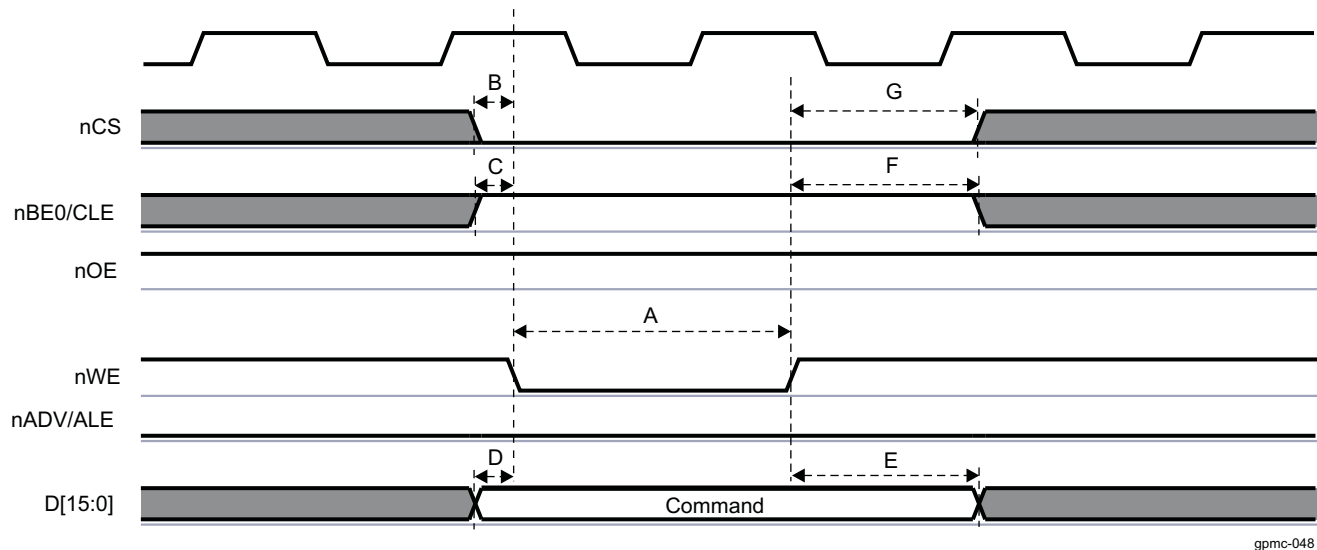 B
G
nCS
C
F
nBE0/CLE
nOE
A
nWE
nADV/ALE
D
E
D[15:0]
Command
gpmc-048